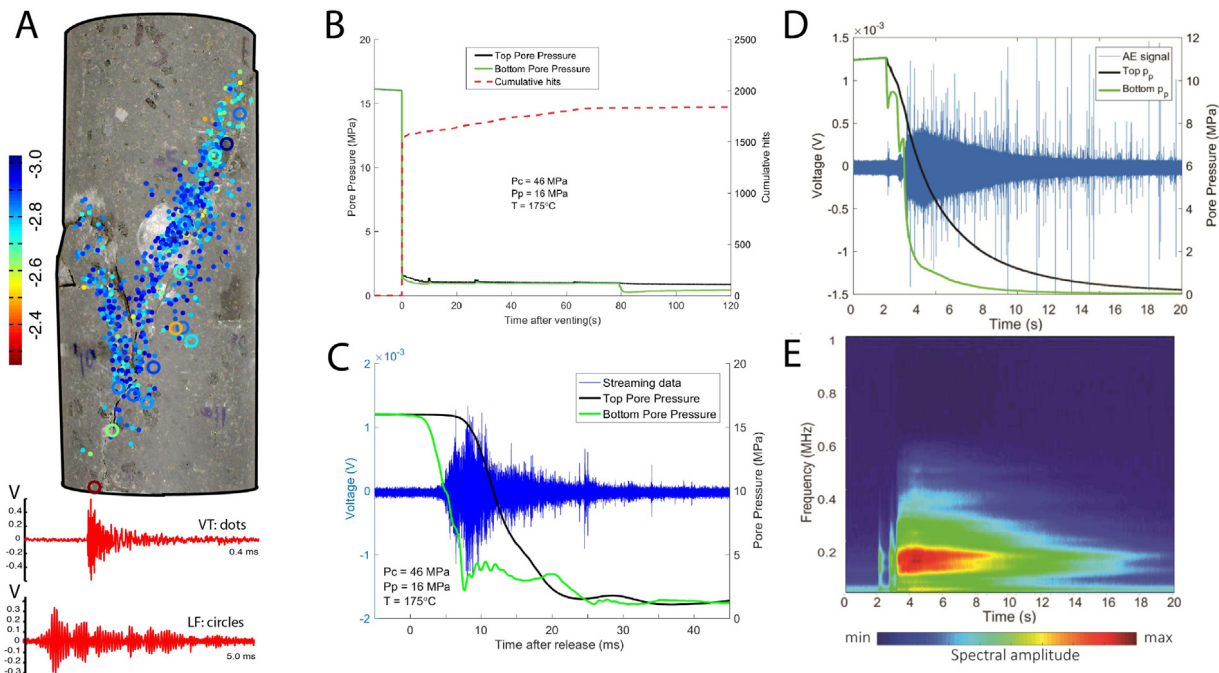 A
-3.0
-2.8
-2.6
-2.4
V
0.4
0.2
0
-0.2
-0.4
VT: dots
0.4 ms
V
0.3
0.2
0.1
0
-0.1
-0.2
-0.3
LF: circles
5.0 ms
B
20
15
10
5
0
Pore Pressure (MPa)
Top Pore Pressure
Bottom Pore Pressure
Cumulative hits
Pc = 46 MPa
Pp = 16 MPa
T = 175°C
2500
2000
1500
1000
500
0
Cumulative hits
0 20 40 60 80 100 120
Time after venting(s)
C
×10⁻³
2
1
0
-1
-2
Voltage (V)
Streaming data
Top Pore Pressure
Bottom Pore Pressure
Pc = 46 MPa
Pp = 16 MPa
T = 175°C
20
15
10
5
0
Pore Pressure (MPa)
0 10 20 30 40
Time after release (ms)
D
×10⁻³
1.5
1
0.5
0
-0.5
-1
-1.5
Voltage (V)
AE signal
Top pₚ
Bottom pₚ
12
10
8
6
4
2
0
Pore Pressure (MPa)
0 5 10 12 14 16 18 20
Time (s)
E
1
0.8
0.6
0.4
0.2
Frequency (MHz)
0 2 4 6 8 10 12 14 16 18 20
Time (s)
min max
Spectral amplitude